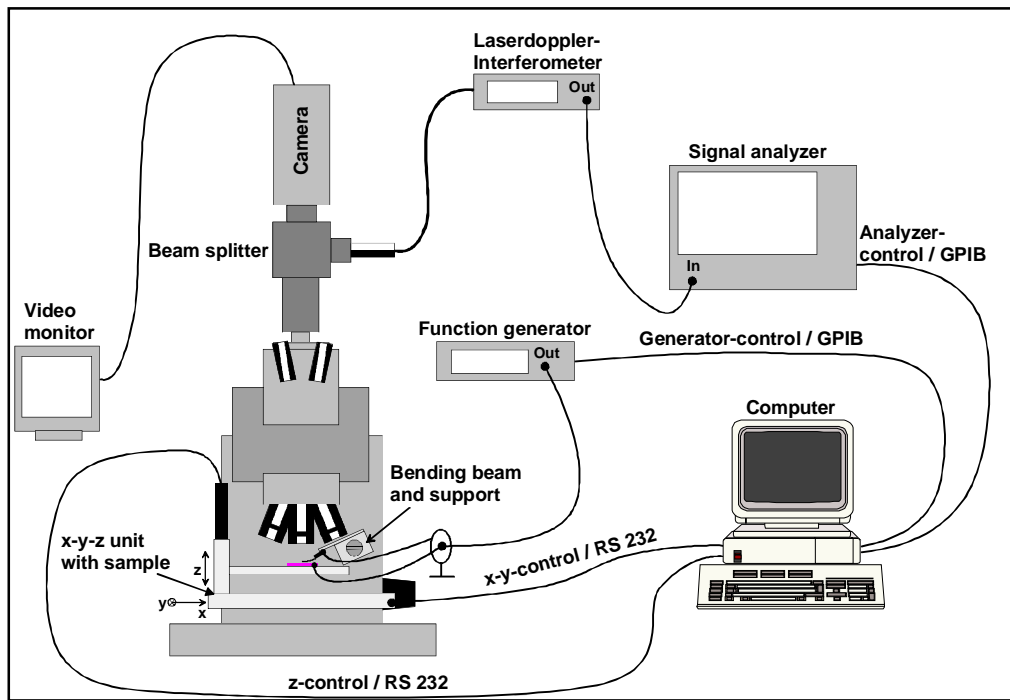 Laserdoppler-
Interferometer
Out
Camera
Signal analyzer
Beam splitter
Analyzer-
control / GPIB
In
Video
monitor
Function generator
Out
Generator-control / GPIB
Computer
Bending beam
and support
x-y-z unit
with sample
z
x-y-control / RS 232
y
x
z-control / RS 232